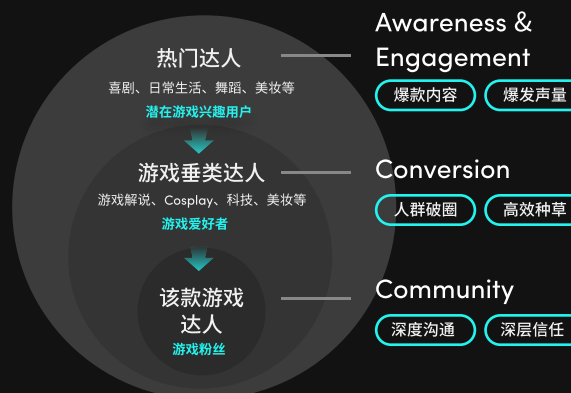 热门达人
喜剧、日常生活、舞蹈、美妆等
潜在游戏兴趣用户
游戏垂类达人
游戏解说、Cosplay、科技、美妆等
游戏爱好者
该款游戏
达人
游戏粉丝
Awareness &
Engagement
爆款内容 爆发声量
Conversion
人群破圈 高效种草
Community
深度沟通 深层信任